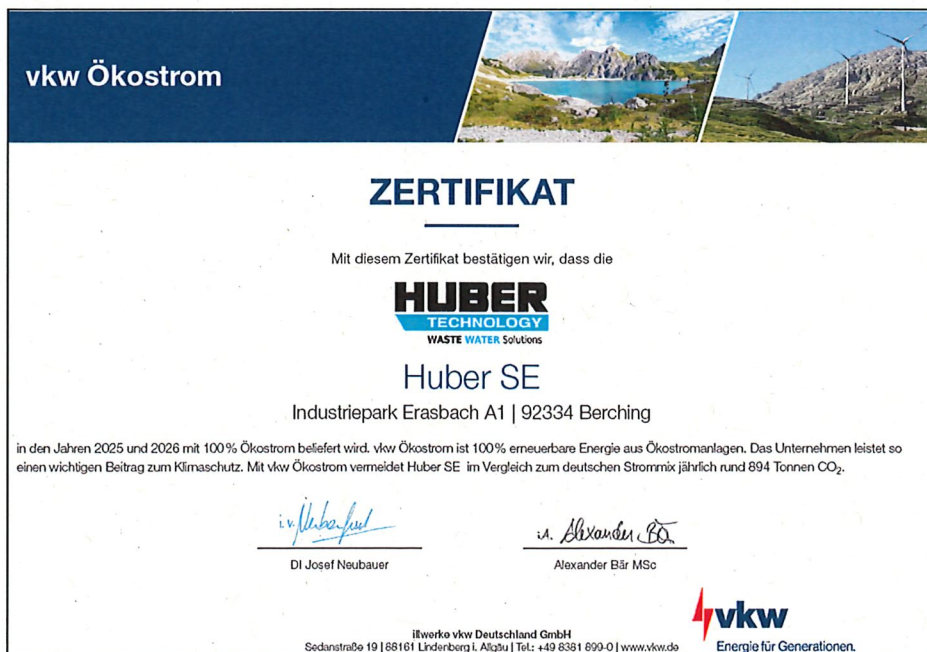 vkw Ökostrom
ZERTIFIKAT
Mit diesem Zertifikat bestätigen wir, dass die
HUBER
TECHNOLOGY
WASTE WATER Solutions
Huber SE
Industriepark Erasbach A1 | 92334 Berching
in den Jahren 2025 und 2026 mit 100% Ökostrom beliefert wird. vkw Ökostrom ist 100% erneuerbare Energie aus Ökostromanlagen. Das Unternehmen leistet so
einen wichtigen Beitrag zum Klimaschutz. Mit vkw Ökostrom vermeidet Huber SE im Vergleich zum deutschen Strommix jährlich rund 894 Tonnen CO₂.
i.V.
i.A. Alexander Bär
DI Josef Neubauer
Alexander Bär MSc
illwerke vkw Deutschland GmbH
Sedanstraße 19 | 88161 Lindenberg i. Allgäu | Tel.: +49 8381 899-0 | www.vkw.de
vkw
Energie für Generationen.